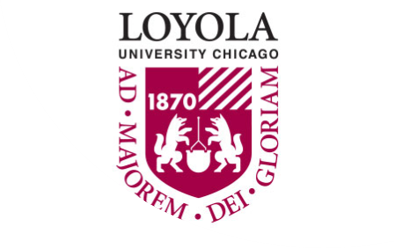 LOYOLA
UNIVERSITY CHICAGO
1870
AD • MAJOREM • DEI • GLORIAM